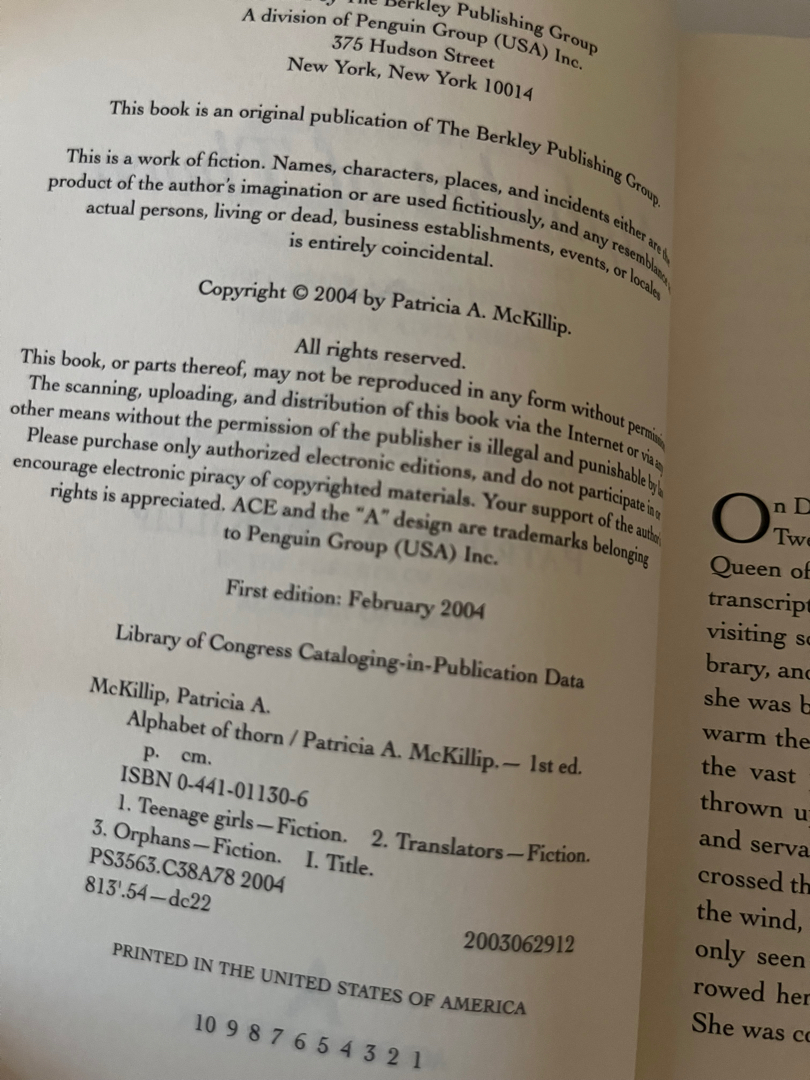 The Berkley Publishing Group
A division of Penguin Group (USA) Inc.
375 Hudson Street
New York, New York 10014
This book is an original publication of The Berkley Publishing Group.
This is a work of fiction. Names, characters, places, and incidents either are the
product of the author's imagination or are used fictitiously, and any resemblance
actual persons, living or dead, business establishments, events, or locales
is entirely coincidental.
Copyright © 2004 by Patricia A. McKillip.
All rights reserved.
This book, or parts thereof, may not be reproduced in any form without
The scanning, uploading, and distribution of this book via the Internet or via
other means without the permission of the publisher is illegal and punishable by
Please purchase only authorized electronic editions, and do not participate in or
encourage electronic piracy of copyrighted materials. Your support of the
rights is appreciated. ACE and the "A" design are trademarks belonging
to Penguin Group (USA) Inc.
First edition: February 2004
Library of Congress Cataloging-in-Publication Data
McKillip, Patricia A.
Alphabet of thorn / Patricia A. McKillip.— 1st ed.
p. cm.
ISBN 0-441-01130-6
1. Teenage girls—Fiction. 2. Translators—Fiction.
3. Orphans—Fiction. I. Title.
PS3563.C38A78 2004
813'.54—dc22
2003062912
PRINTED IN THE UNITED STATES OF AMERICA
10 9 8 7 6 5 4 3 2 1
On D
Twe
Queen of
transcript
visiting sc
brary, and
she was b
warm the
the vast
thrown u
and serva
crossed th
the wind,
only seen
rowed her
She was co